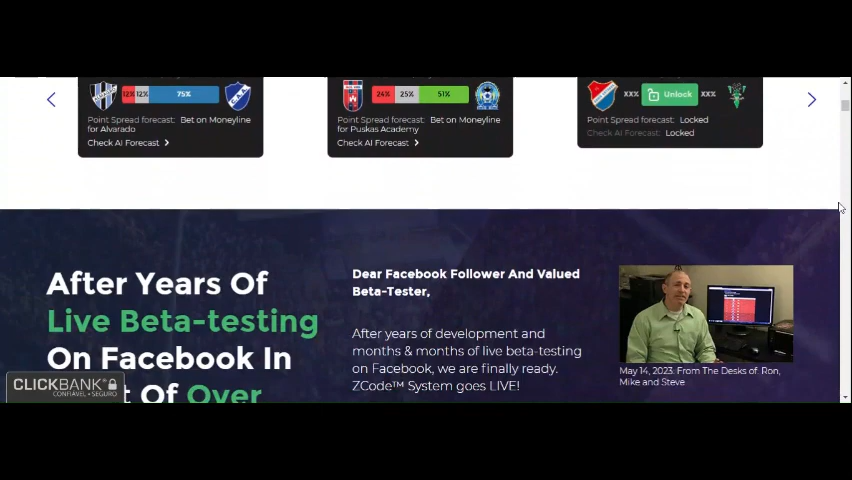 12% 12% 75%
24% 25% 51%
XXX Unlock XXX
Point Spread forecast: Bet on Moneyline
for Alvarado
Check AI Forecast
Point Spread forecast: Bet on Moneyline
for Puskas Academy
Check AI Forecast
Point Spread forecast: Locked
Check AI Forecast: Locked
After Years Of
Live Beta-testing
On Facebook In
t Of Over
Dear Facebook Follower And Valued
Beta-Tester,
After years of development and
months & months of live beta-testing
on Facebook, we are finally ready.
ZCode™ System goes LIVE!
May 14, 2023: From The Desks of Ron,
Mike and Steve
CLICKBANK®
CONFIÁVEL • SEGURO